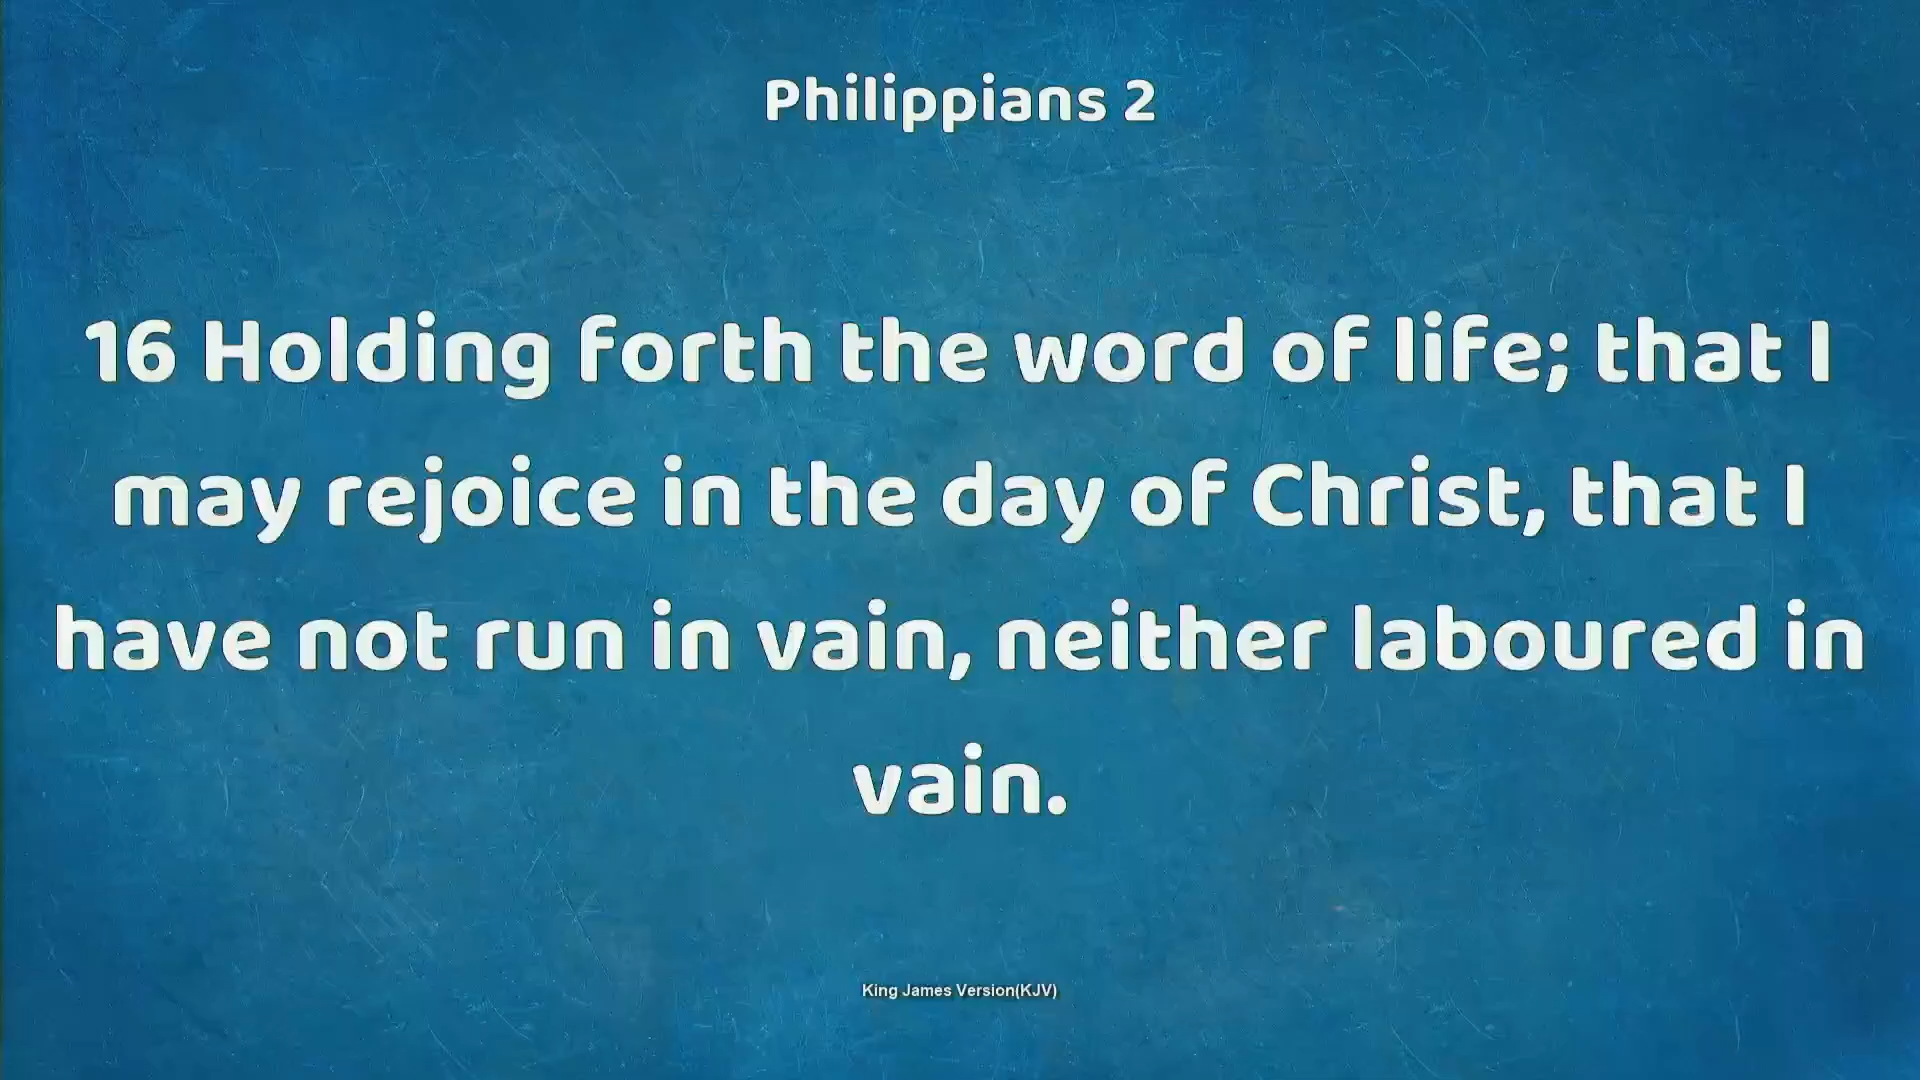 Philippians 2
16 Holding forth the word of life; that I
may rejoice in the day of Christ, that I
have not run in vain, neither laboured in
vain.
King James Version(KJV)